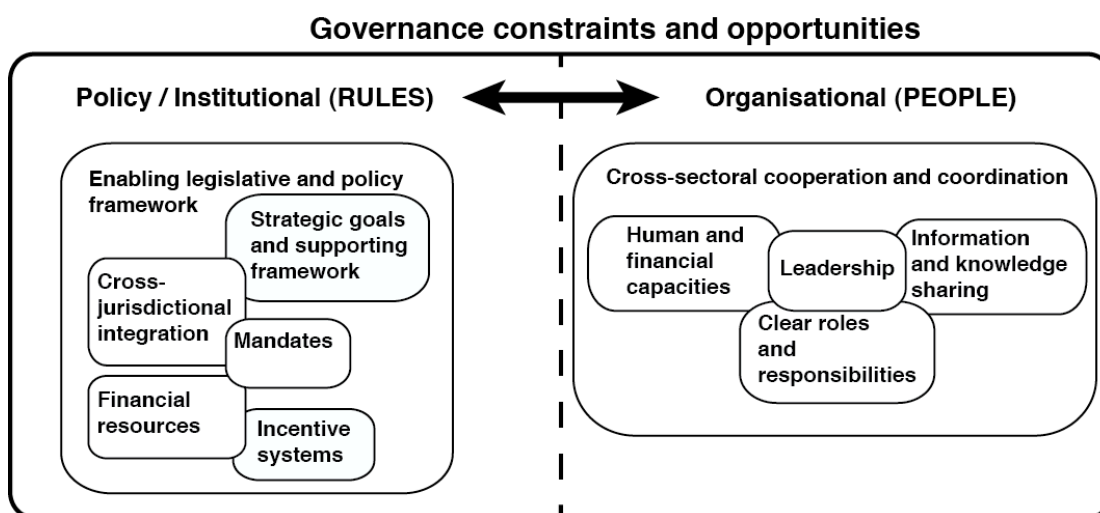 Governance constraints and opportunities
Policy / Institutional (RULES)
Enabling legislative and policy
framework
Strategic goals
and supporting
framework
Cross-
jurisdictional
integration
Mandates
Financial
resources
Incentive
systems
Organisational (PEOPLE)
Cross-sectoral cooperation and coordination
Human and
financial
capacities
Leadership
Information
and knowledge
sharing
Clear roles
and
responsibilities